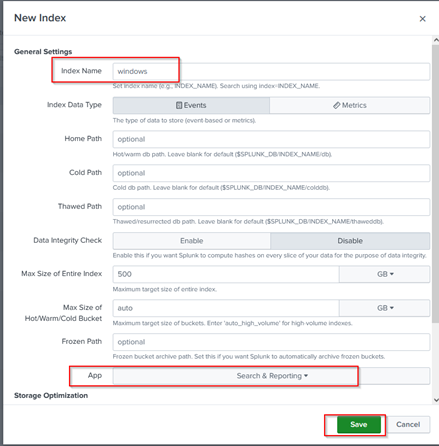 New Index ×
General Settings
Index Name windows
Set index name (e.g., INDEX_NAME). Search using index=INDEX_NAME.
Index Data Type Events Metrics
The type of data to store (event-based or metrics).
Home Path optional
Hot/warm db path. Leave blank for default ($SPLUNK_DB/INDEX_NAME/db).
Cold Path optional
Cold db path. Leave blank for default ($SPLUNK_DB/INDEX_NAME/colddb).
Thawed Path optional
Thawed/resurrected db path. Leave blank for default ($SPLUNK_DB/INDEX_NAME/thaweddb).
Data Integrity Check Enable Disable
Enable this if you want Splunk to compute hashes on every slice of your data for the purpose of data integrity.
Max Size of Entire Index 500 GB
Maximum target size of entire index.
Max Size of auto GB
Hot/Warm/Cold Bucket
Maximum target size of buckets. Enter 'auto_high_volume' for high-volume indexes.
Frozen Path optional
Frozen bucket archive path. Set this if you want Splunk to automatically archive frozen buckets.
App Search & Reporting
Storage Optimization
Save Cancel